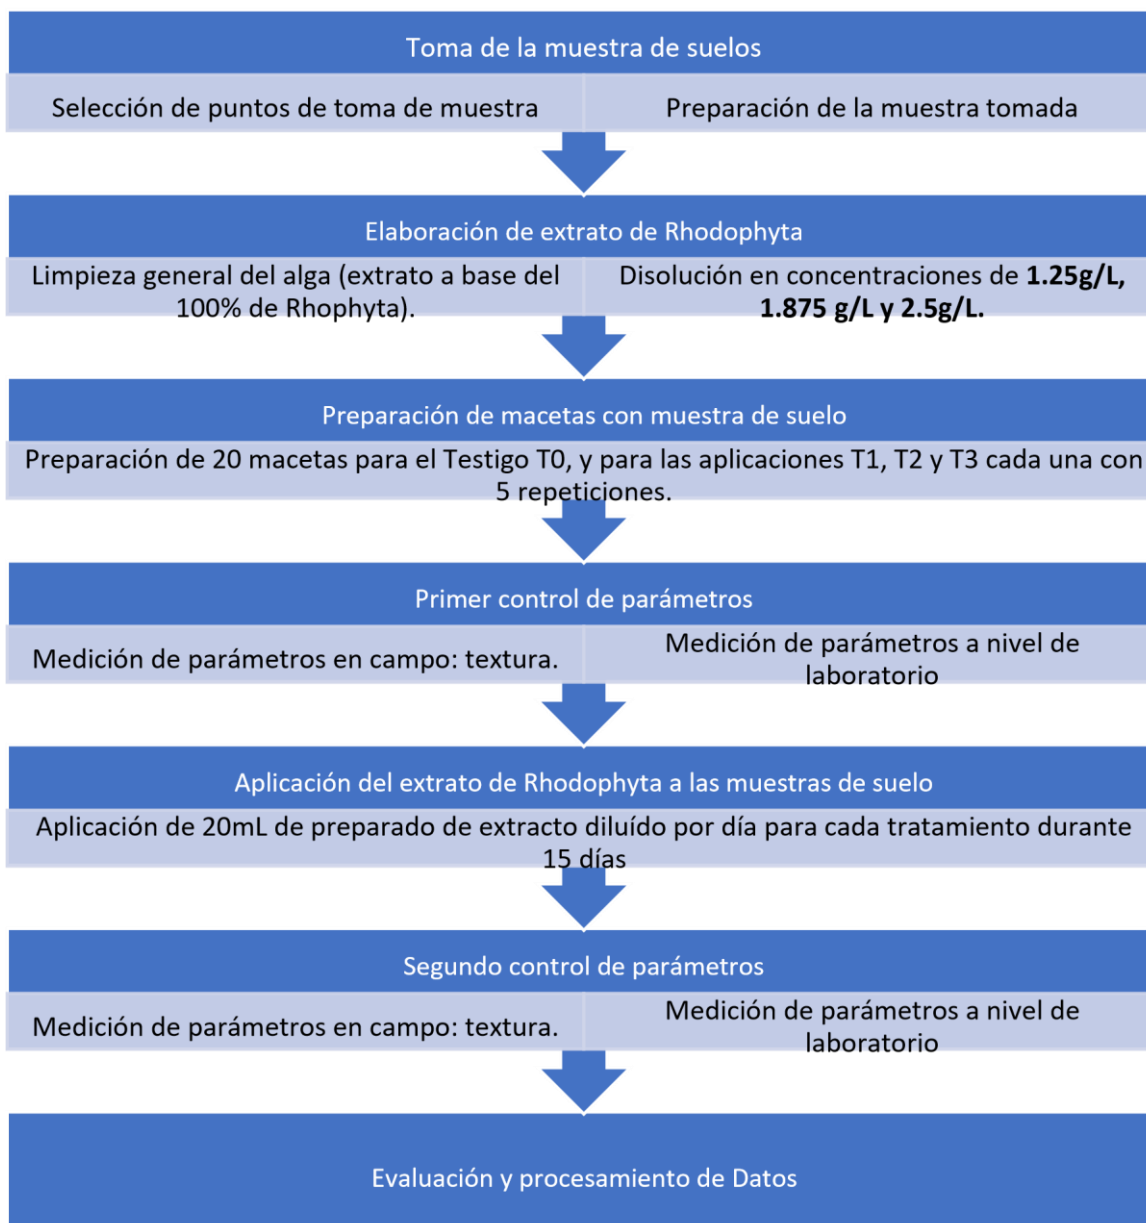 Toma de la muestra de suelos
Selección de puntos de toma de muestra
Preparación de la muestra tomada
Elaboración de extrato de Rhodophyta
Limpieza general del alga (extrato a base del
100% de Rhophyta).
Disolución en concentraciones de 1.25g/L,
1.875 g/L y 2.5g/L.
Preparación de macetas con muestra de suelo
Preparación de 20 macetas para el Testigo T0, y para las aplicaciones T1, T2 y T3 cada una con
5 repeticiones.
Primer control de parámetros
Medición de parámetros en campo: textura.
Medición de parámetros a nivel de
laboratorio
Aplicación del extrato de Rhodophyta a las muestras de suelo
Aplicación de 20mL de preparado de extracto diluído por día para cada tratamiento durante
15 días
Segundo control de parámetros
Medición de parámetros en campo: textura.
Medición de parámetros a nivel de
laboratorio
Evaluación y procesamiento de Datos